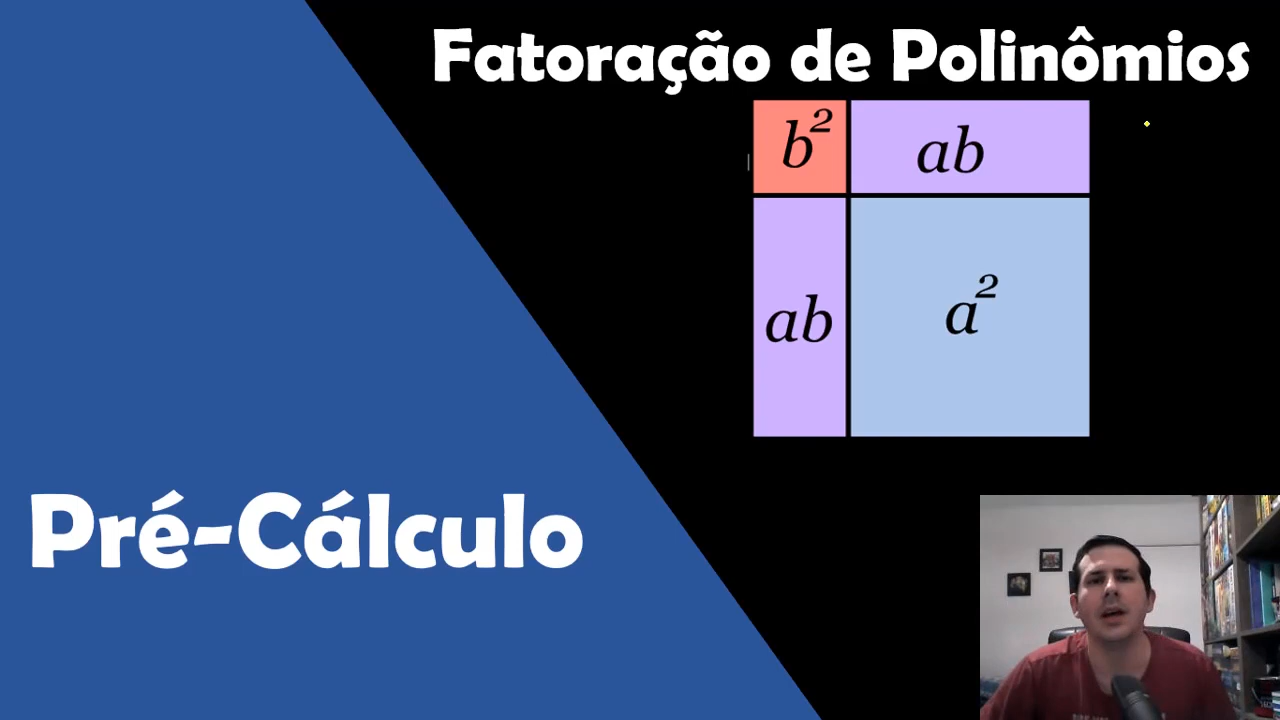 Fatoração de Polinômios
b² ab
ab a²
Pré-Cálculo